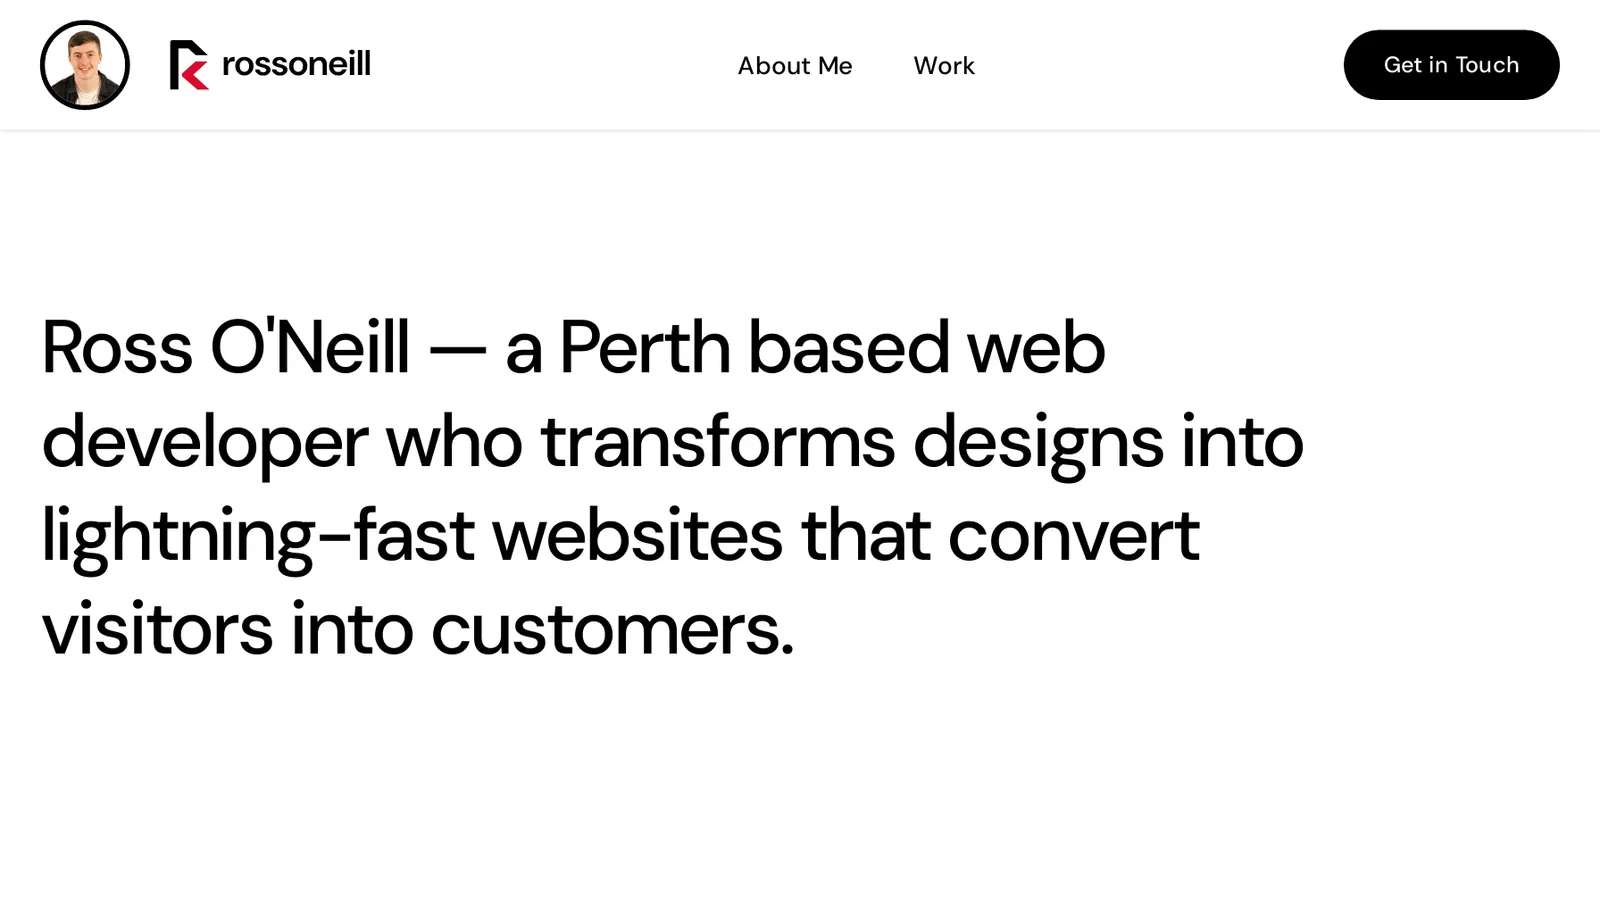 rossoneill
About Me
Work
Get in Touch
Ross O'Neill — a Perth based web
developer who transforms designs into
lightning-fast websites that convert
visitors into customers.